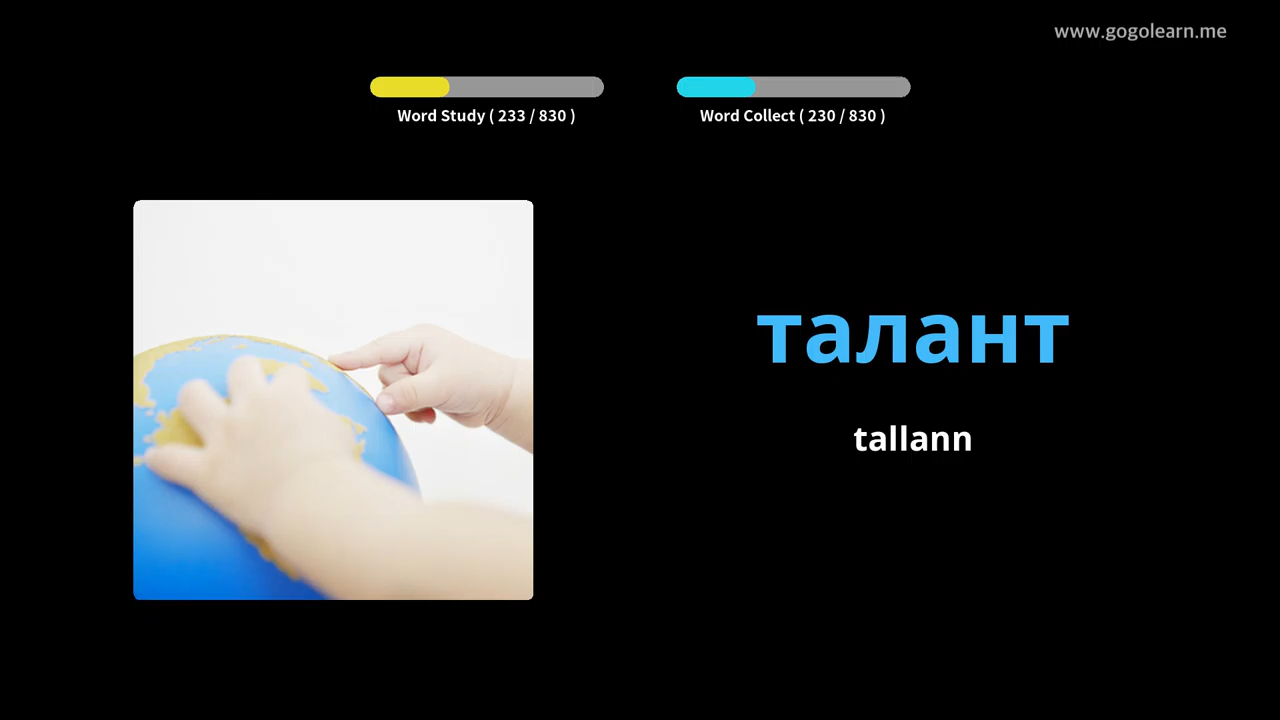 www.gogolearn.me
Word Study ( 233 / 830 )
Word Collect ( 230 / 830 )
талант
tallann